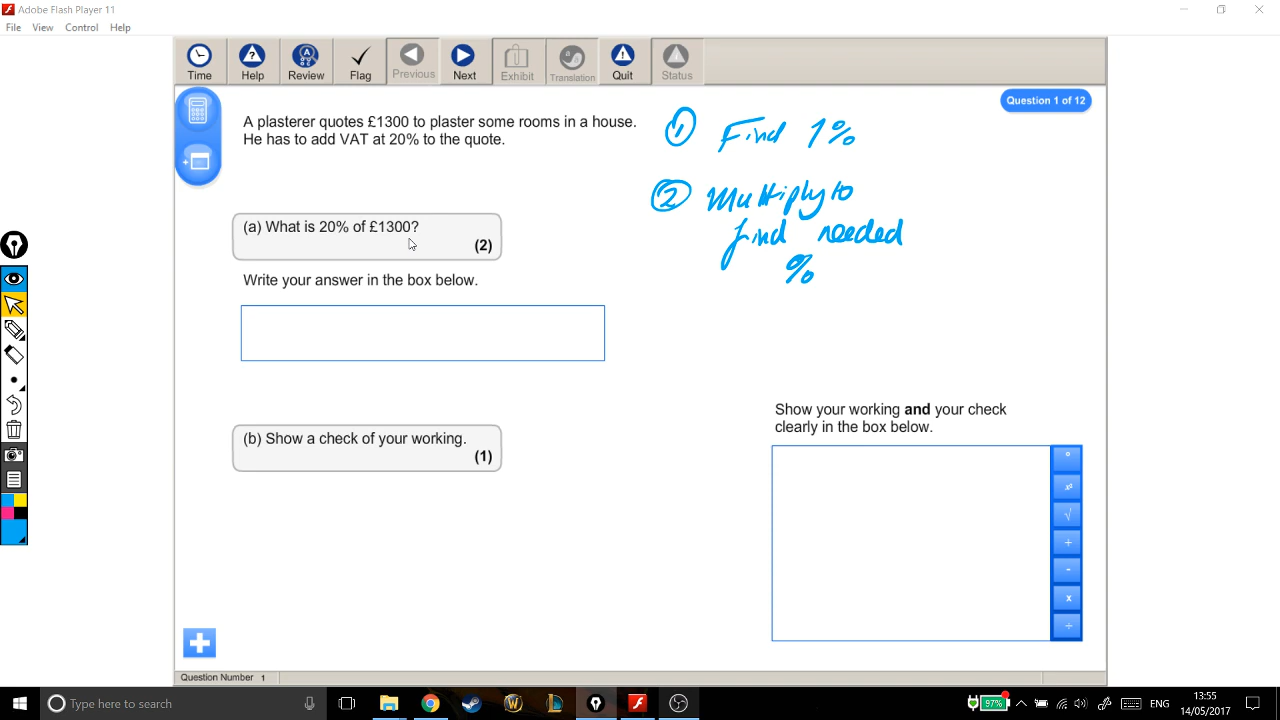 Adobe Flash Player 11
File View Control Help
Time Help Review Flag Previous Next Exhibit Translation Quit Status
Question 1 of 12
A plasterer quotes £1300 to plaster some rooms in a house.
He has to add VAT at 20% to the quote.
① Find 1%
② Multiply to
find needed
%
(a) What is 20% of £1300?
(2)
Write your answer in the box below.
(b) Show a check of your working.
(1)
Show your working and your check
clearly in the box below.
°
x²
√
+
-
x
÷
Question Number 1
Type here to search
97%
ENG
13:55
14/05/2017